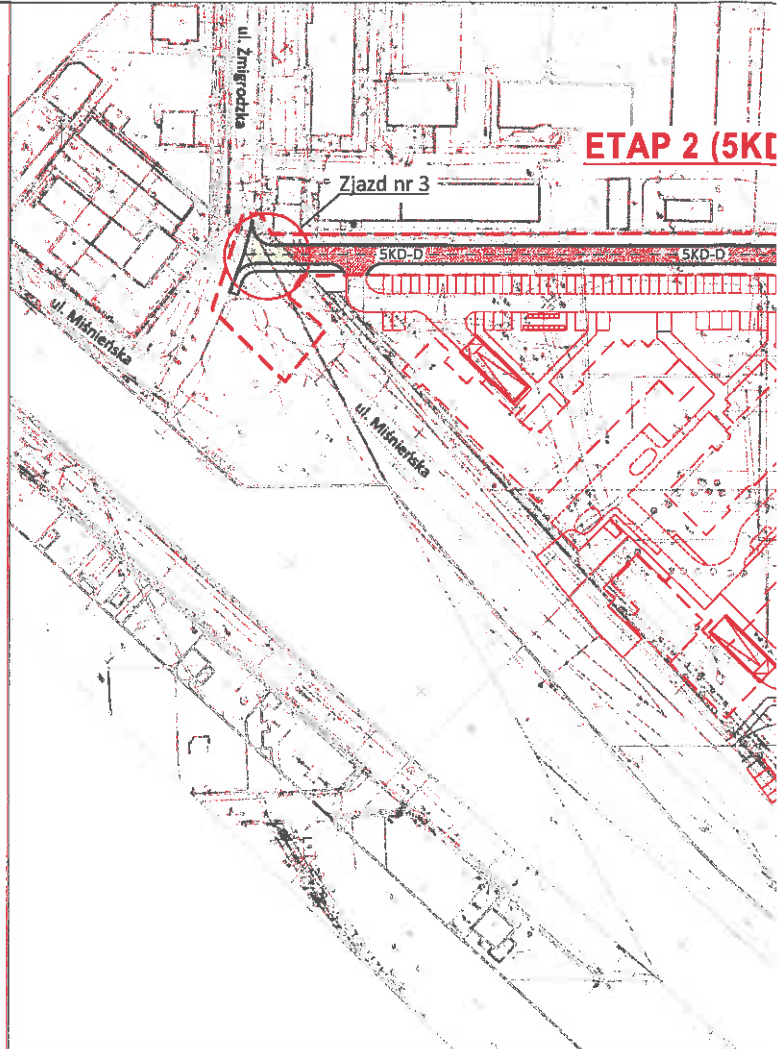 ul. Żmigrodzka
ETAP 2 (5KD
Zjazd nr 3
5KD-D
5KD-D
ul. Miśnieńska
ul. Miśnieńska